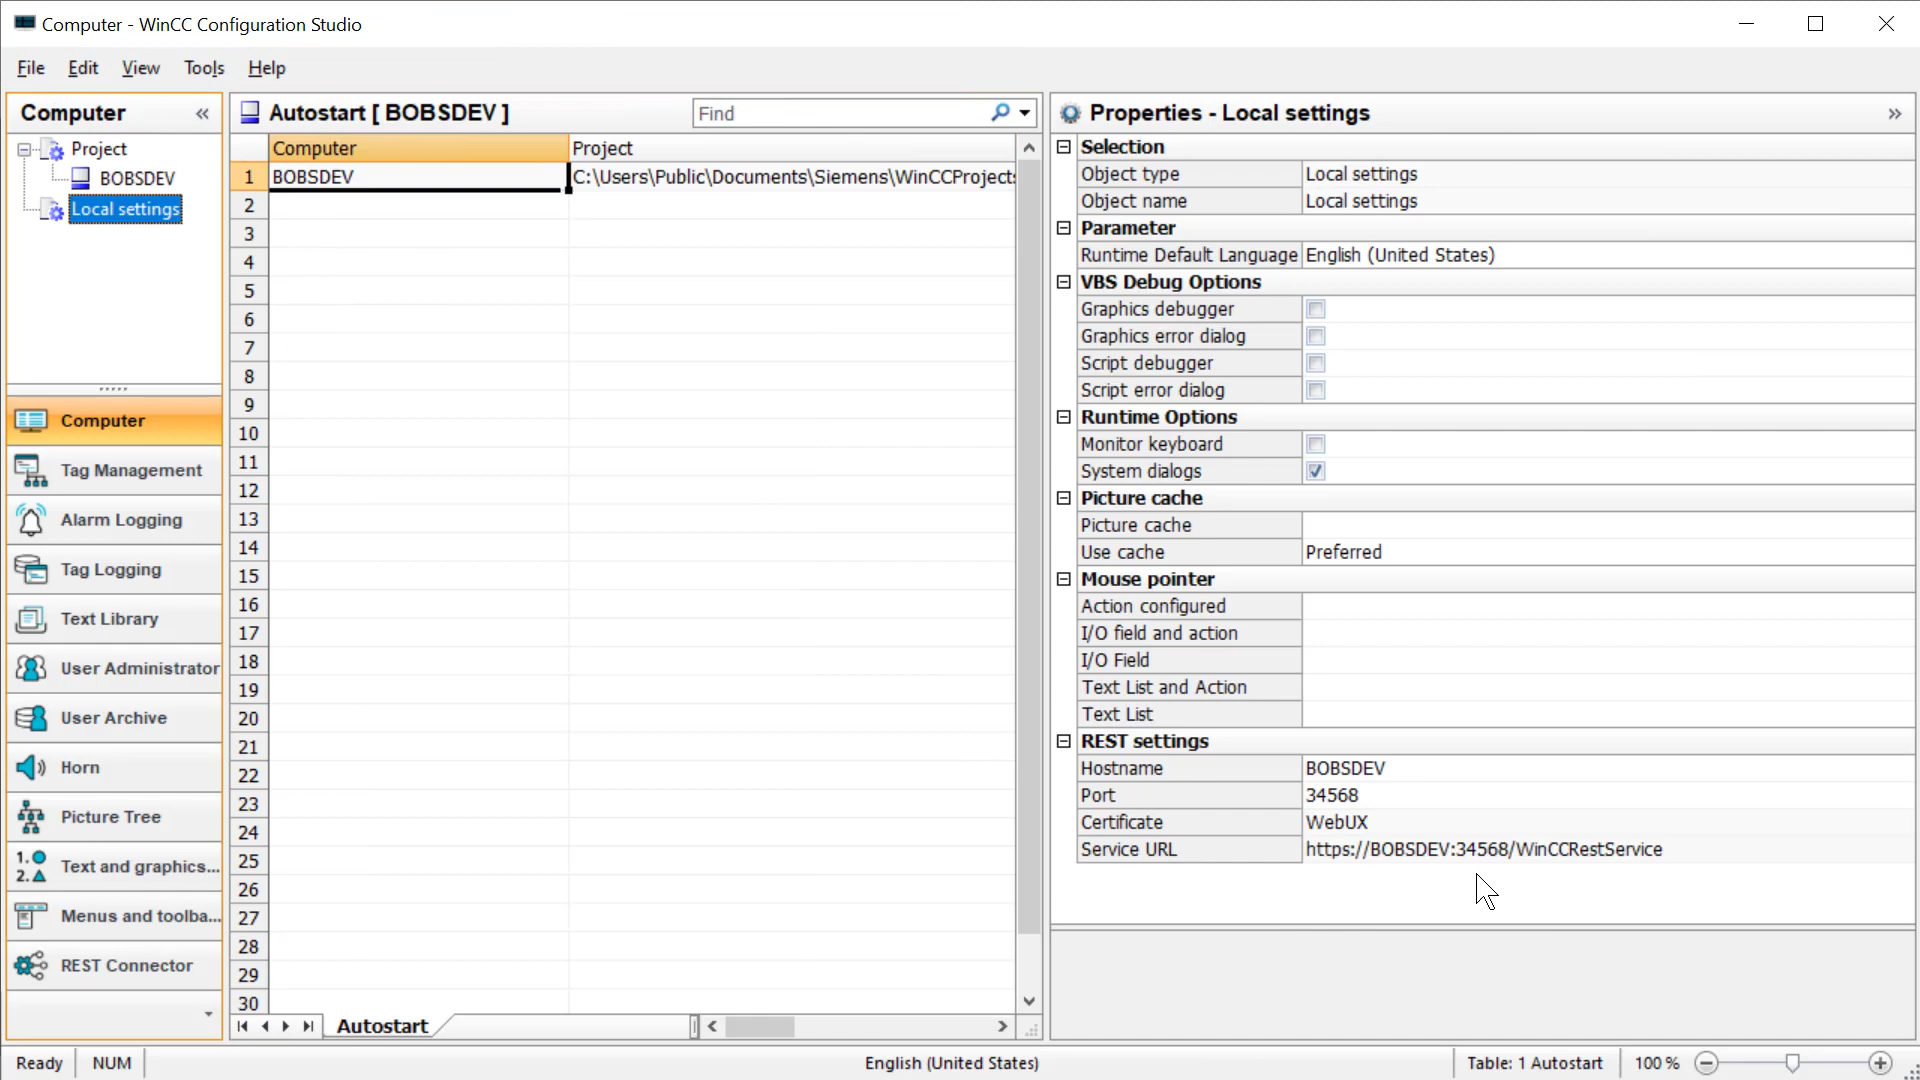 Computer - WinCC Configuration Studio
File Edit View Tools Help
Computer «
Project
BOBSDEV
Local settings
Computer
Tag Management
Alarm Logging
Tag Logging
Text Library
User Administrator
User Archive
Horn
Picture Tree
1. 2. Text and graphics...
Menus and toolba...
REST Connector
Autostart [ BOBSDEV ] Find
Computer Project
1 BOBSDEV C:\Users\Public\Documents\Siemens\WinCCProjects
2
3
4
5
6
7
8
9
10
11
12
13
14
15
16
17
18
19
20
21
22
23
24
25
26
27
28
29
30
Autostart
Properties - Local settings »
Selection
Object type Local settings
Object name Local settings
Parameter
Runtime Default Language English (United States)
VBS Debug Options
Graphics debugger
Graphics error dialog
Script debugger
Script error dialog
Runtime Options
Monitor keyboard
System dialogs
Picture cache
Picture cache
Use cache Preferred
Mouse pointer
Action configured
I/O field and action
I/O Field
Text List and Action
Text List
REST settings
Hostname BOBSDEV
Port 34568
Certificate WebUX
Service URL https://BOBSDEV:34568/WinCCRestService
Ready NUM English (United States) Table: 1 Autostart 100 %